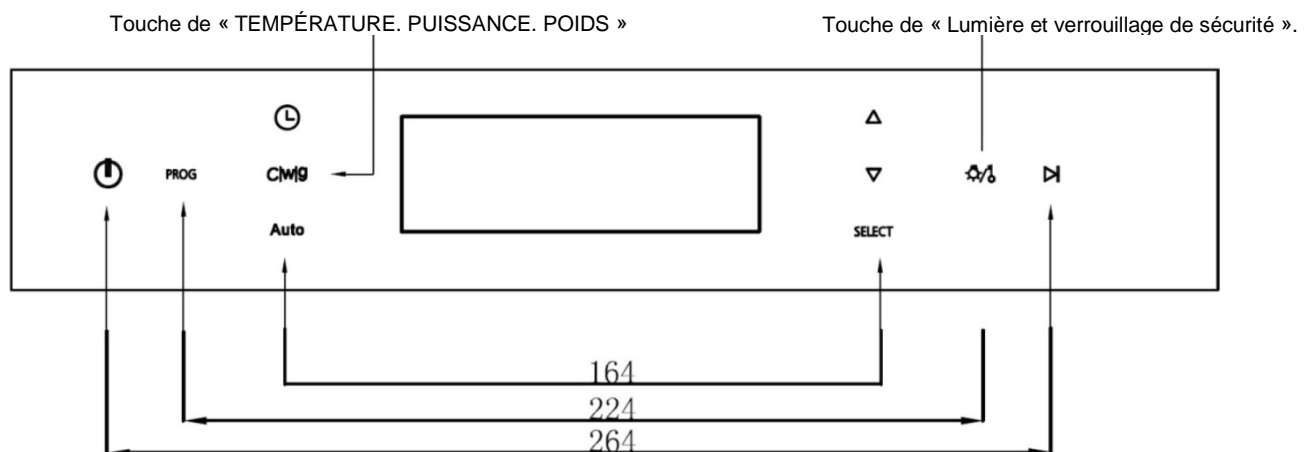 Touche de « TEMPÉRATURE. PUISSANCE. POIDS »
Touche de « Lumière et verrouillage de sécurité ».
PROG
C|w|g
Auto
SELECT
164
224
264